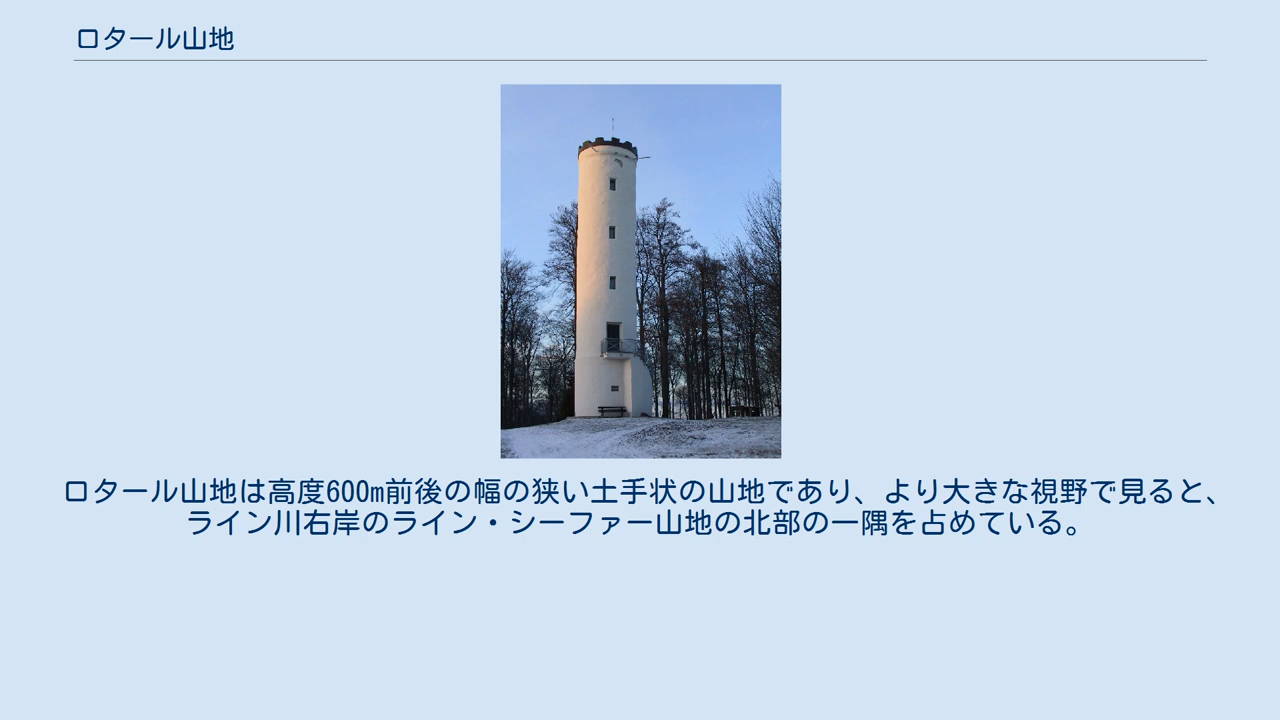 ロタール山地
ロタール山地は高度600m前後の幅の狭い土手状の山地であり、より大きな視野で見ると、
ライン川右岸のライン・シーファー山地の北部の一隅を占めている。